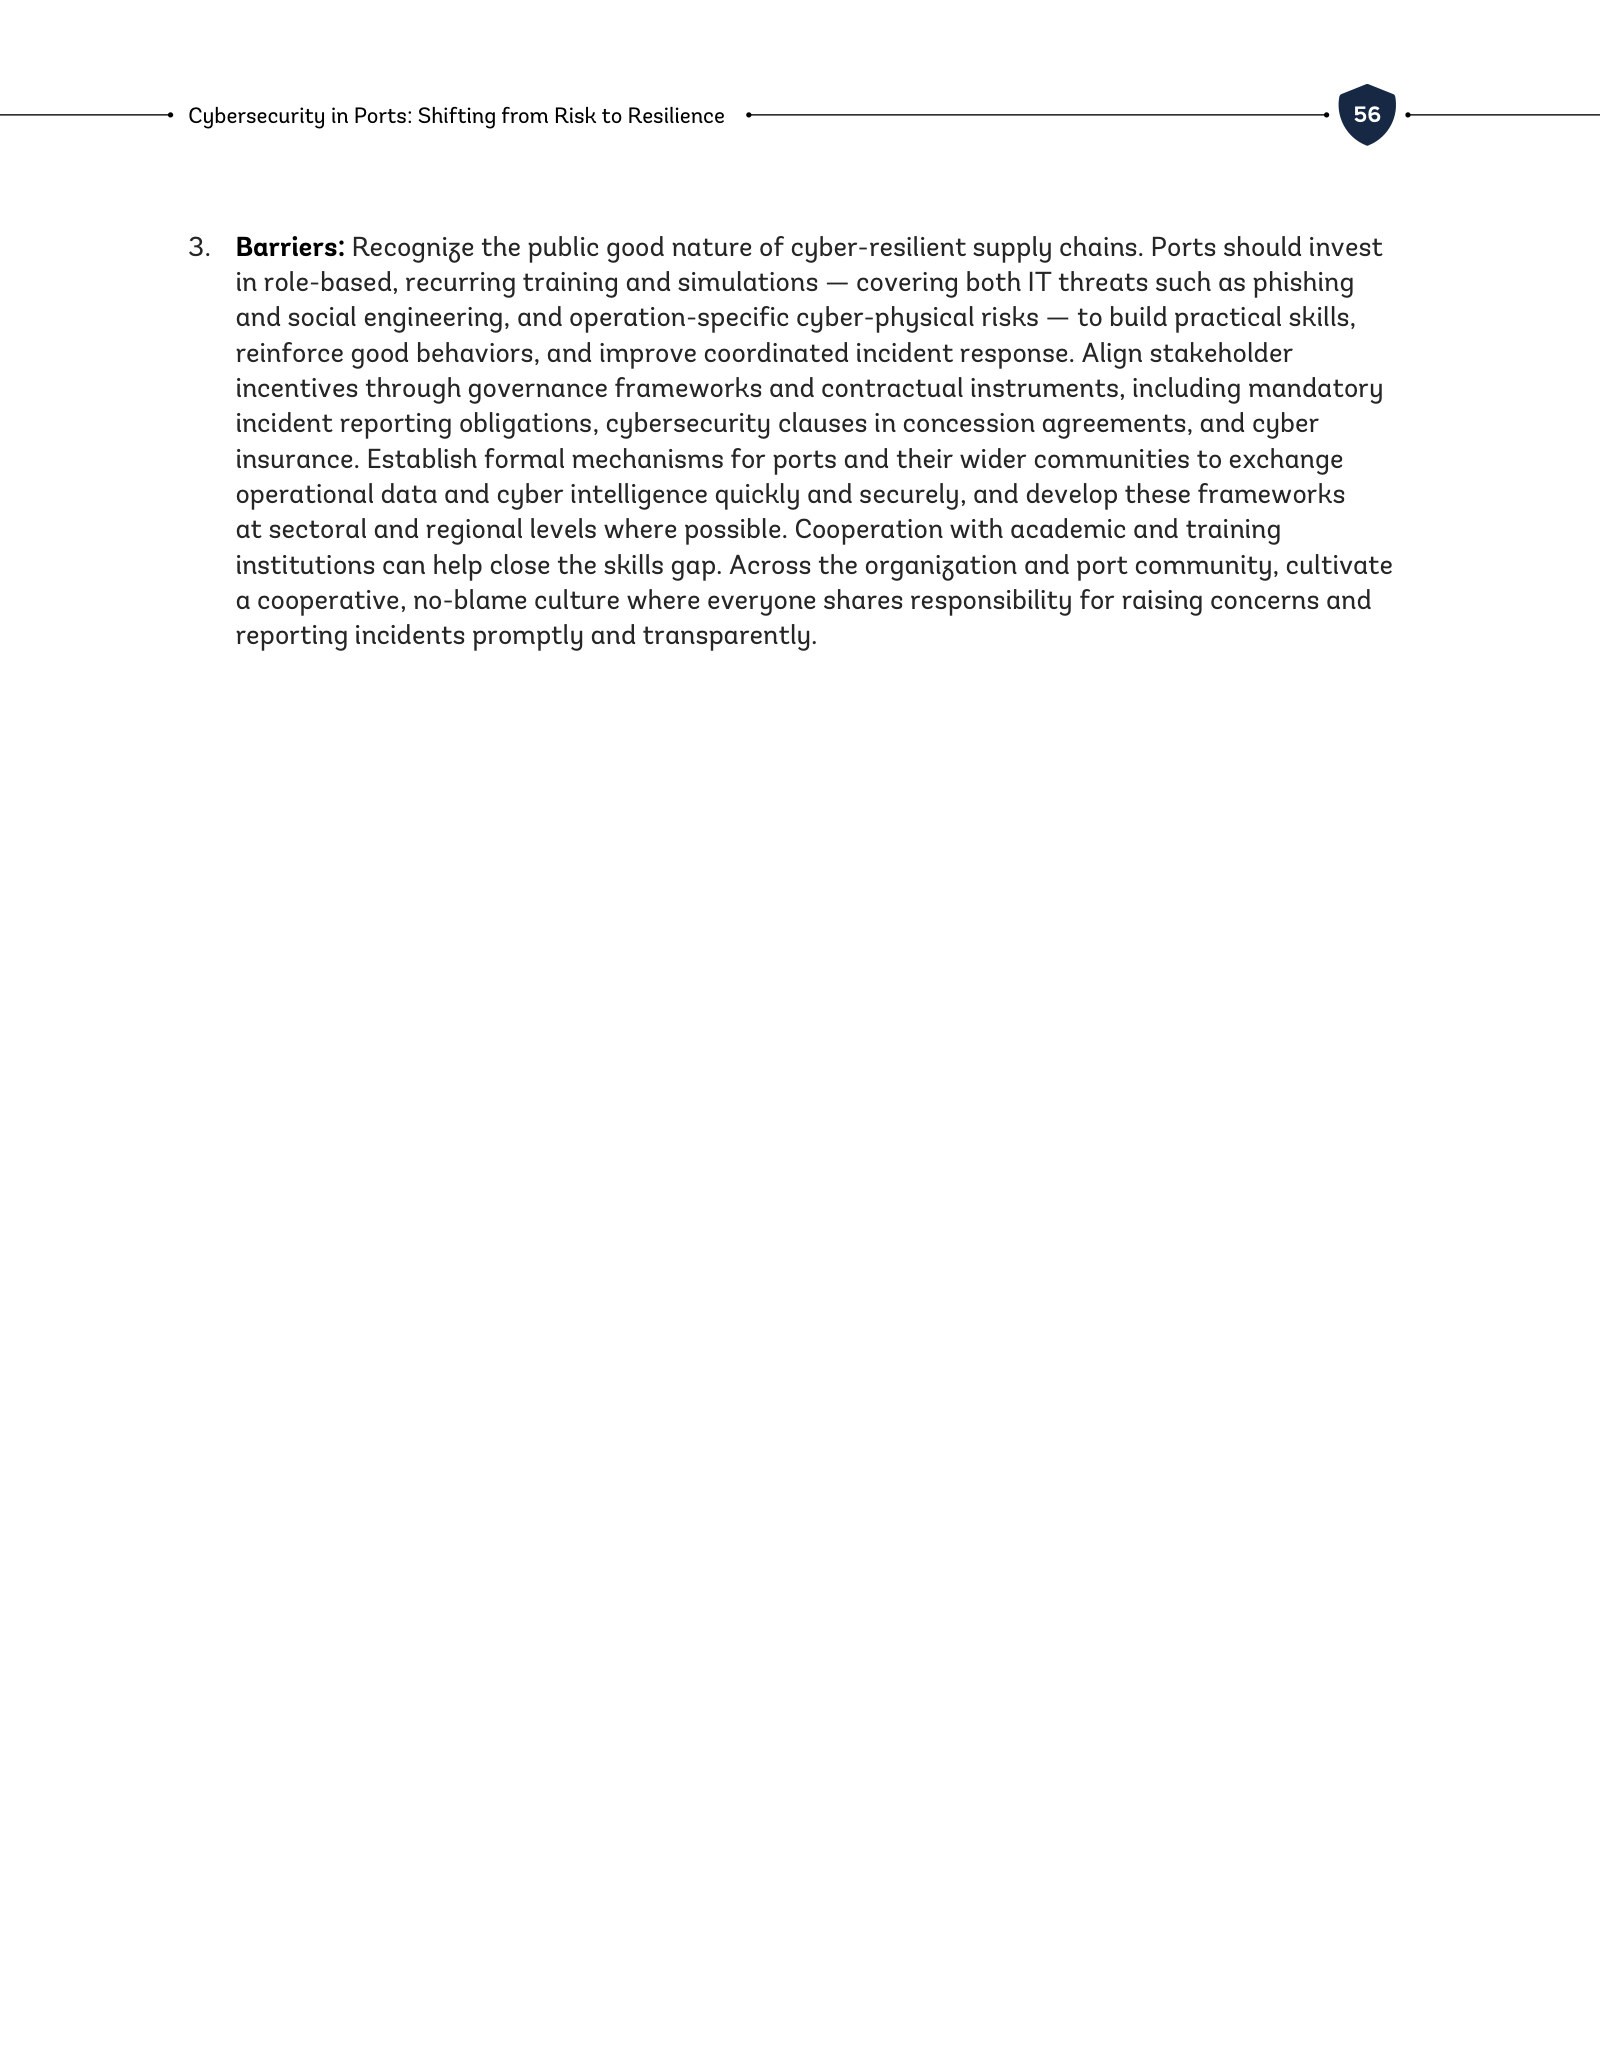 Cybersecurity in Ports: Shifting from Risk to Resilience
56
3. Barriers: Recognize the public good nature of cyber-resilient supply chains. Ports should invest
in role-based, recurring training and simulations — covering both IT threats such as phishing
and social engineering, and operation-specific cyber-physical risks — to build practical skills,
reinforce good behaviors, and improve coordinated incident response. Align stakeholder
incentives through governance frameworks and contractual instruments, including mandatory
incident reporting obligations, cybersecurity clauses in concession agreements, and cyber
insurance. Establish formal mechanisms for ports and their wider communities to exchange
operational data and cyber intelligence quickly and securely, and develop these frameworks
at sectoral and regional levels where possible. Cooperation with academic and training
institutions can help close the skills gap. Across the organization and port community, cultivate
a cooperative, no-blame culture where everyone shares responsibility for raising concerns and
reporting incidents promptly and transparently.